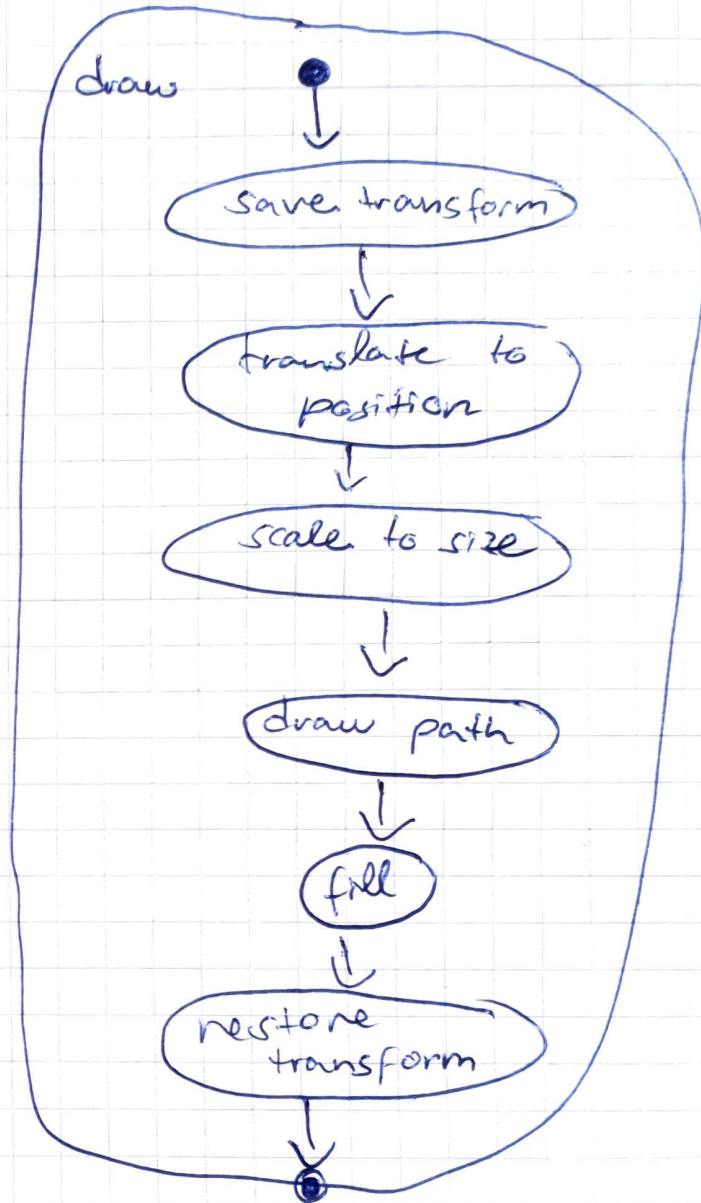 draw
save transform
translate to
position
scale to size
draw path
fill
restore
transform